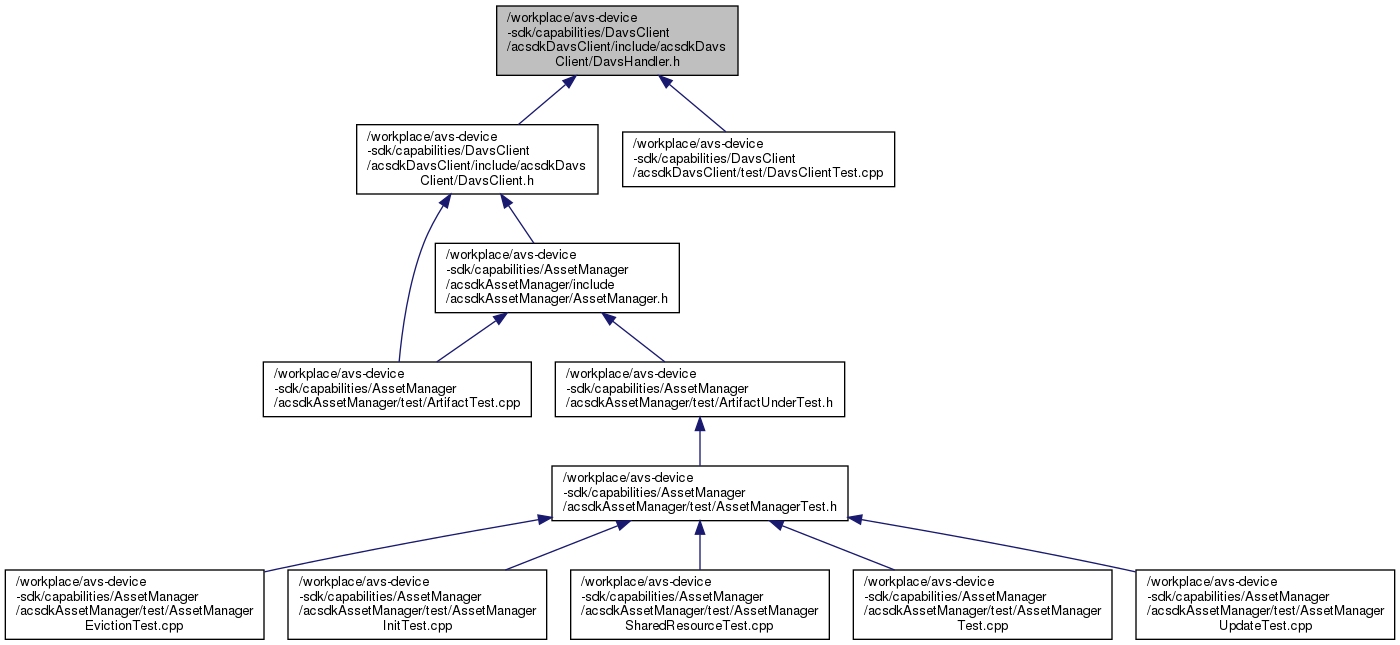 /workplace/avs-device
-sdk/capabilities/DavsClient
/acsdkDavsClient/include/acsdkDavs
Client/DavsHandler.h
/workplace/avs-device
-sdk/capabilities/DavsClient
/acsdkDavsClient/include/acsdkDavs
Client/DavsClient.h
/workplace/avs-device
-sdk/capabilities/DavsClient
/acsdkDavsClient/test/DavsClientTest.cpp
/workplace/avs-device
-sdk/capabilities/AssetManager
/acsdkAssetManager/include
/acsdkAssetManager/AssetManager.h
/workplace/avs-device
-sdk/capabilities/AssetManager
/acsdkAssetManager/test/ArtifactTest.cpp
/workplace/avs-device
-sdk/capabilities/AssetManager
/acsdkAssetManager/test/ArtifactUnderTest.h
/workplace/avs-device
-sdk/capabilities/AssetManager
/acsdkAssetManager/test/AssetManagerTest.h
/workplace/avs-device
-sdk/capabilities/AssetManager
/acsdkAssetManager/test/AssetManager
EvictionTest.cpp
/workplace/avs-device
-sdk/capabilities/AssetManager
/acsdkAssetManager/test/AssetManager
InitTest.cpp
/workplace/avs-device
-sdk/capabilities/AssetManager
/acsdkAssetManager/test/AssetManager
SharedResourceTest.cpp
/workplace/avs-device
-sdk/capabilities/AssetManager
/acsdkAssetManager/test/AssetManager
Test.cpp
/workplace/avs-device
-sdk/capabilities/AssetManager
/acsdkAssetManager/test/AssetManager
UpdateTest.cpp